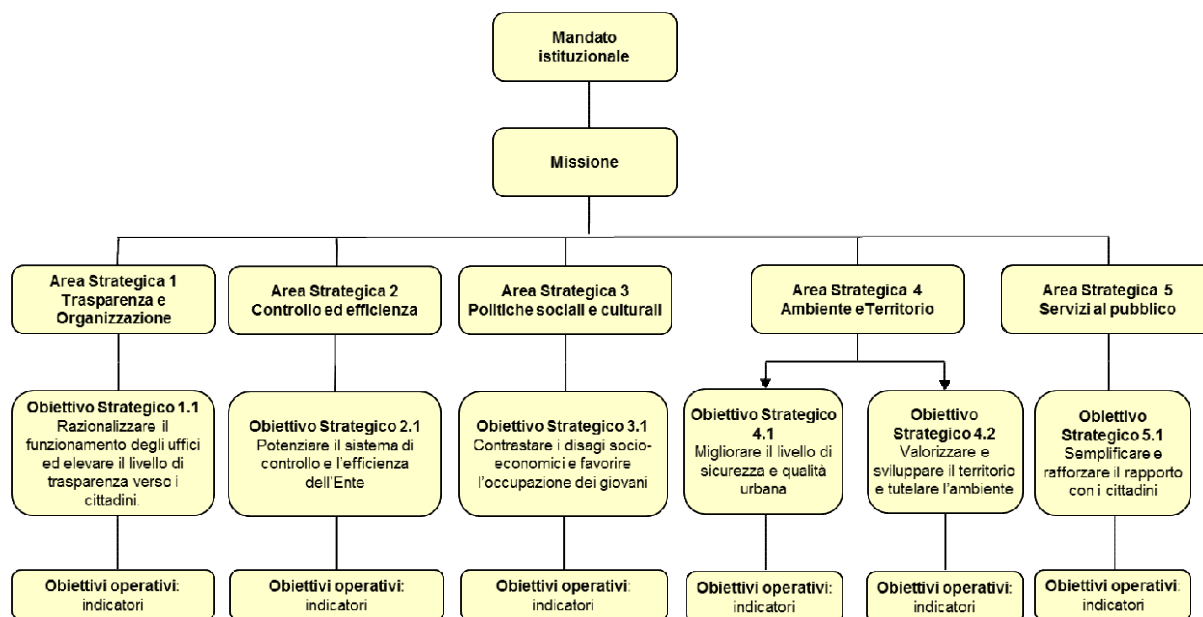 Mandato
istituzionale
Missione
Area Strategica 1
Trasparenza e
Organizzazione
Area Strategica 2
Controllo ed efficienza
Area Strategica 3
Politiche sociali e culturali
Area Strategica 4
Ambiente e Territorio
Area Strategica 5
Servizi al pubblico
Obiettivo Strategico 1.1
Razionalizzare il
funzionamento degli uffici
ed elevare il livello di
trasparenza verso i
cittadini.
Obiettivo Strategico 2.1
Potenziare il sistema di
controllo e l'efficienza
dell'Ente
Obiettivo Strategico 3.1
Contrastare i disagi socio-
economici e favorire
l'occupazione dei giovani
Obiettivo Strategico
4.1
Migliorare il livello di
sicurezza e qualità
urbana
Obiettivo
Strategico 4.2
Valorizzare e
sviluppare il territorio
e tutelare l'ambiente
Obiettivo
Strategico 5.1
Semplificare e
rafforzare il rapporto
con i cittadini
Obiettivi operativi:
indicatori
Obiettivi operativi:
indicatori
Obiettivi operativi:
indicatori
Obiettivi operativi:
indicatori
Obiettivi operativi:
indicatori
Obiettivi operativi:
indicatori